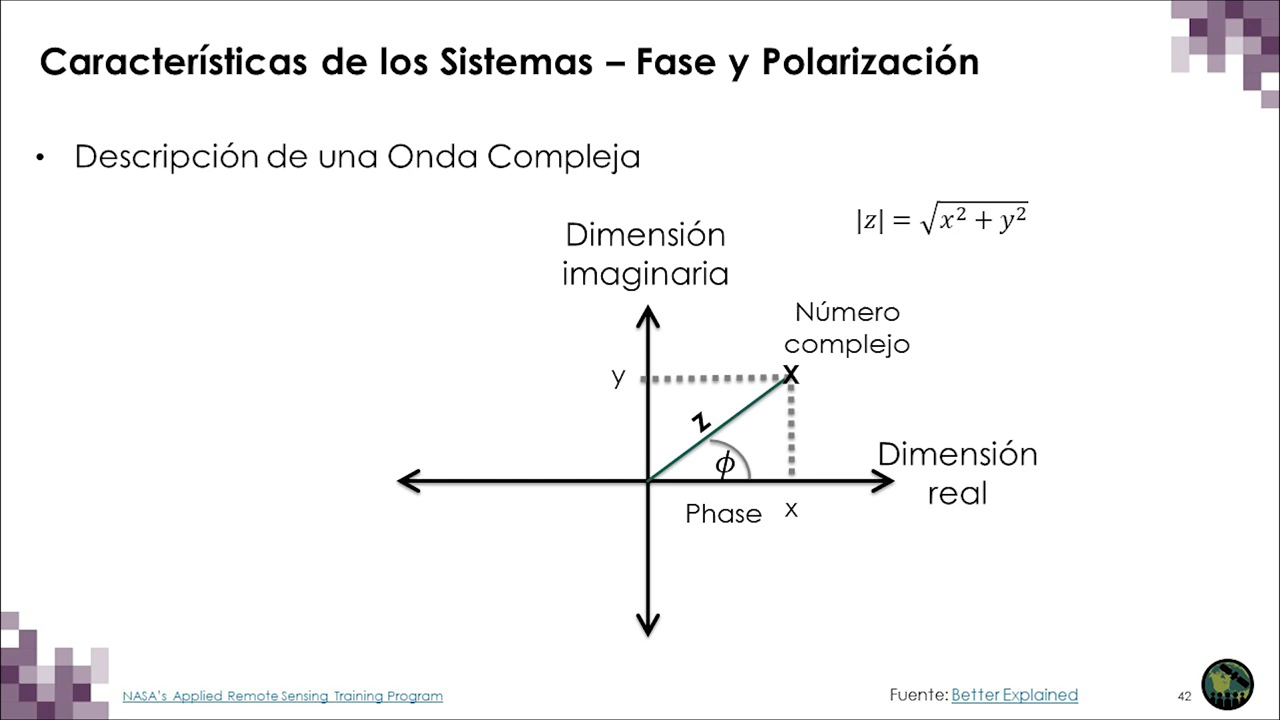 Características de los Sistemas – Fase y Polarización
• Descripción de una Onda Compleja
|z| = √x² + y²
Dimensión
imaginaria
Número
complejo
X
y
z
ϕ
Dimensión
real
Phase
x
NASA's Applied Remote Sensing Training Program
Fuente: Better Explained
42